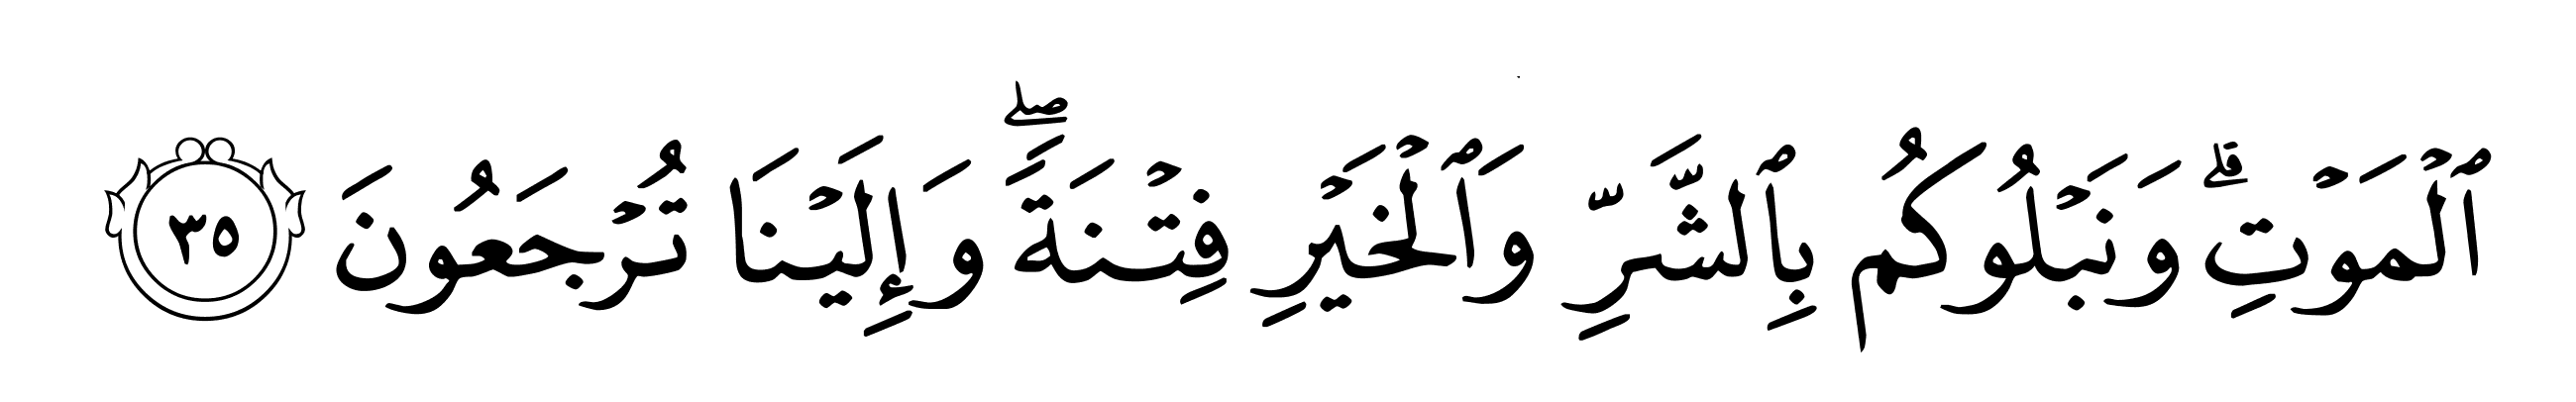 ٱلۡمَوۡتِۗ وَنَبۡلُوكُم بِٱلشَّرِّ وَٱلۡخَيۡرِ فِتۡنَةٗۖ وَإِلَيۡنَا تُرۡجَعُونَ ٣٥